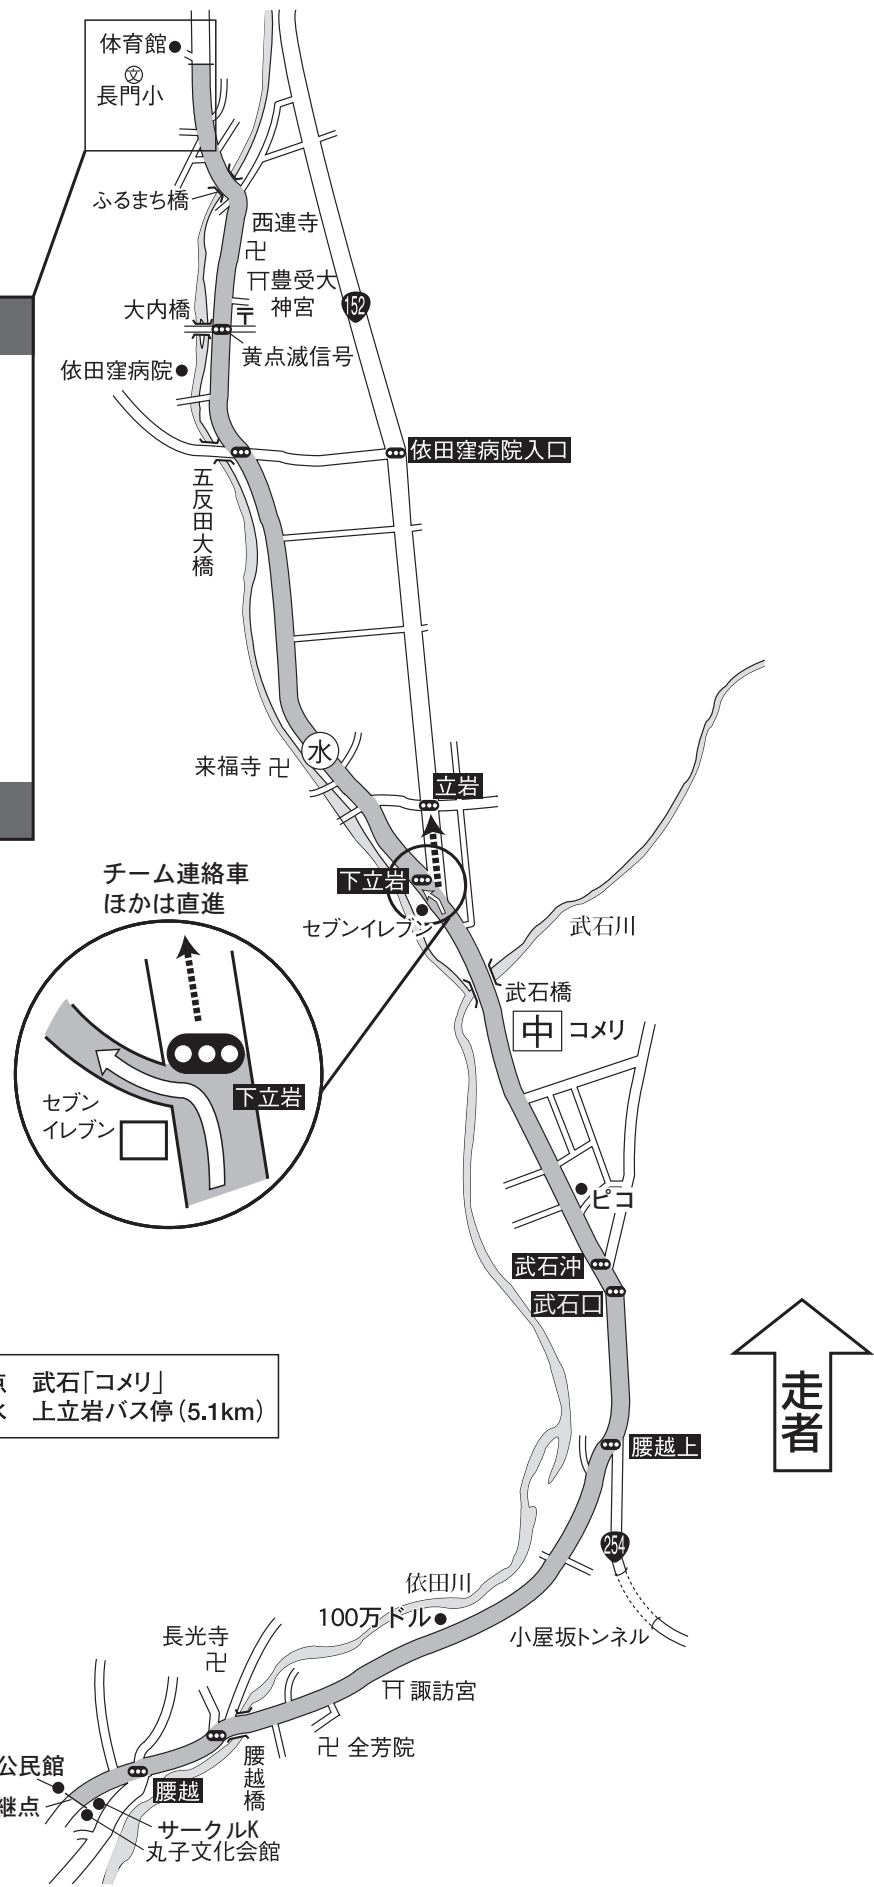 体育館
文
長門小
ふるまち橋
西連寺
豊受大
神宮
152
大内橋
〒
黄点滅信号
依田窪病院
依田窪病院入口
五反田大橋
水
来福寺
立岩
下立岩
セブンイレブン
チーム連絡車
ほかは直進
武石川
武石橋
中 コメリ
下立岩
セブン
イレブン
ピコ
武石沖
武石口
点 武石「コメリ」
水 上立岩バス停(5.1km)
走者
腰越上
254
依田川
100万ドル
小屋坂トンネル
長光寺
諏訪宮
全芳院
腰越橋
公民館
腰越
継点
サークルK
丸子文化会館